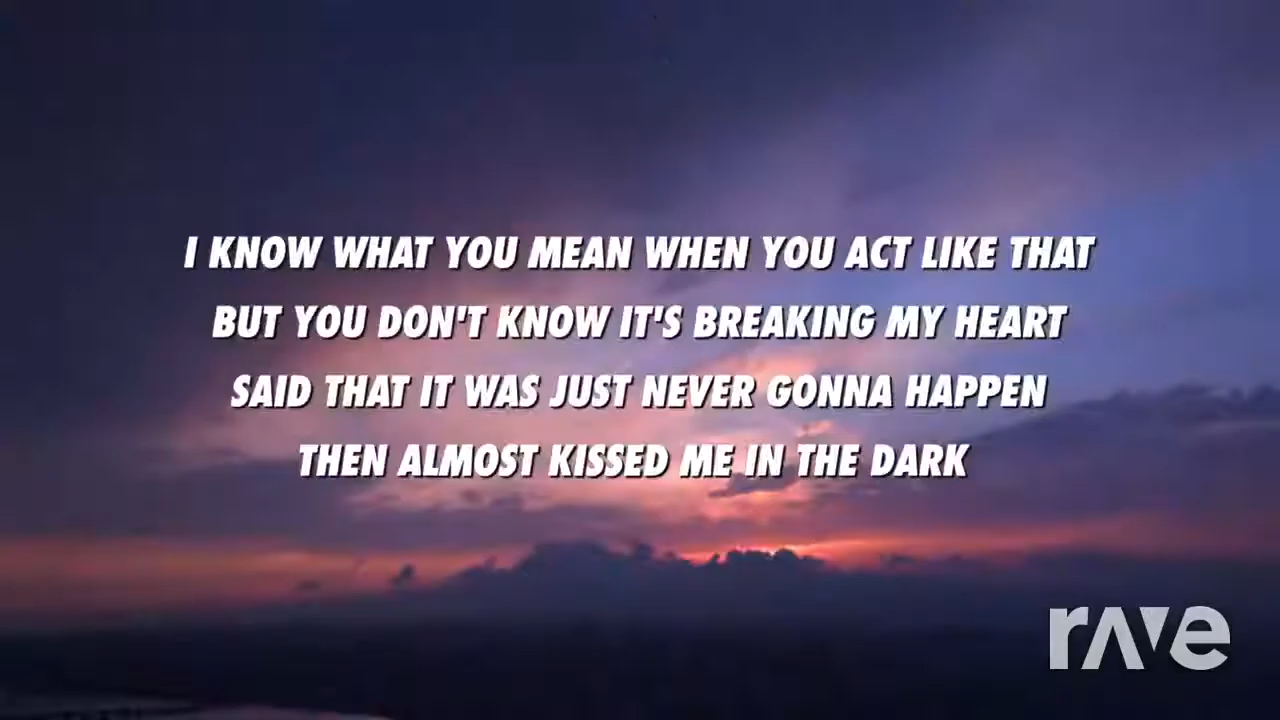 I KNOW WHAT YOU MEAN WHEN YOU ACT LIKE THAT
BUT YOU DON'T KNOW IT'S BREAKING MY HEART
SAID THAT IT WAS JUST NEVER GONNA HAPPEN
THEN ALMOST KISSED ME IN THE DARK
rave